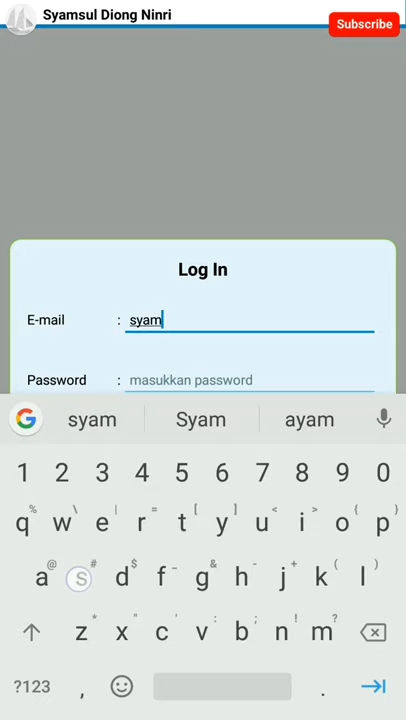 Syamsul Diong Ninri
Subscribe
Log In
E-mail : syam
Password : masukkan password
syam Syam ayam
1 2 3 4 5 6 7 8 9 0
% \ | = [ ] < > { }
q w e r t y u i o p
@ # $ _ & - + ( )
a s d f g h j k l
* " ' : ; ! ?
z x c v b n m
?123 , .